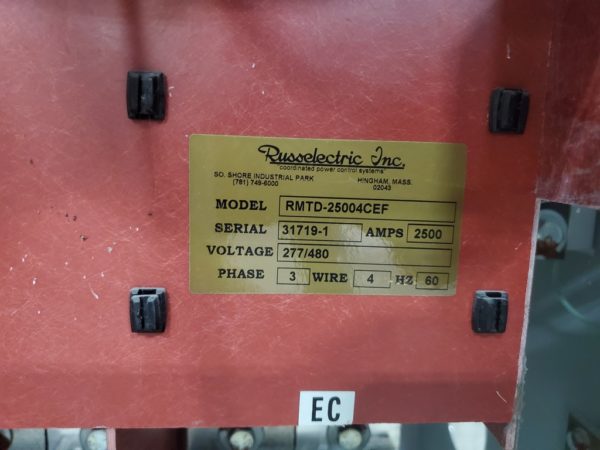 Russelectric Inc.
coordinated power control systems
SO. SHORE INDUSTRIAL PARK HINGHAM, MASS.
(781) 749-6000 02043
MODEL RMTD-25004CEF
SERIAL 31719-1 AMPS 2500
VOLTAGE 277/480
PHASE 3 WIRE 4 HZ 60
EC